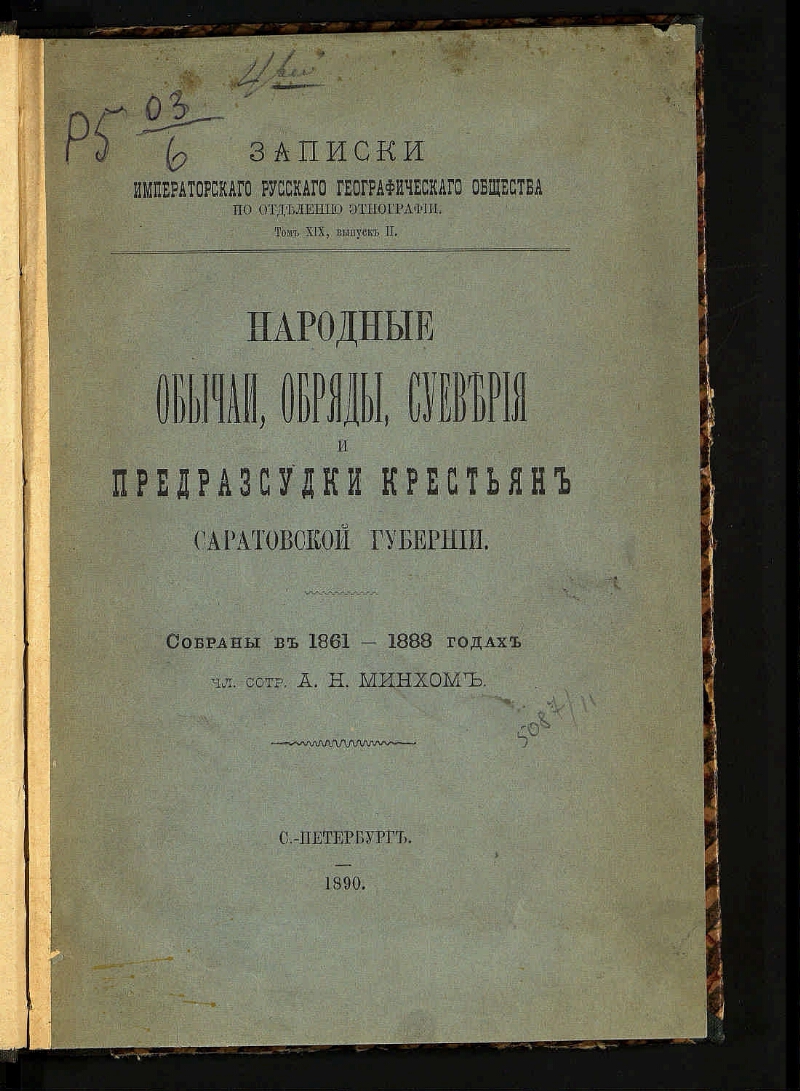 Р5 03/6
ЗАПИСКИ
ИМПЕРАТОРСКАГО РУССКАГО ГЕОГРАФИЧЕСКАГО ОБЩЕСТВА
ПО ОТДѢЛЕНІЮ ЭТНОГРАФІИ.
Томъ XIX, выпускъ II.
НАРОДНЫЕ
ОБЫЧАИ, ОБРЯДЫ, СУЕВѢРІЯ
И
ПРЕДРАЗСУДКИ КРЕСТЬЯНЪ
САРАТОВСКОЙ ГУБЕРНІИ.
СОБРАНЫ ВЪ 1861 — 1888 ГОДАХЪ
ЧЛ. СОТР. А. Н. МИНХОМЪ.
5087/11
С.-ПЕТЕРБУРГЪ.
1890.